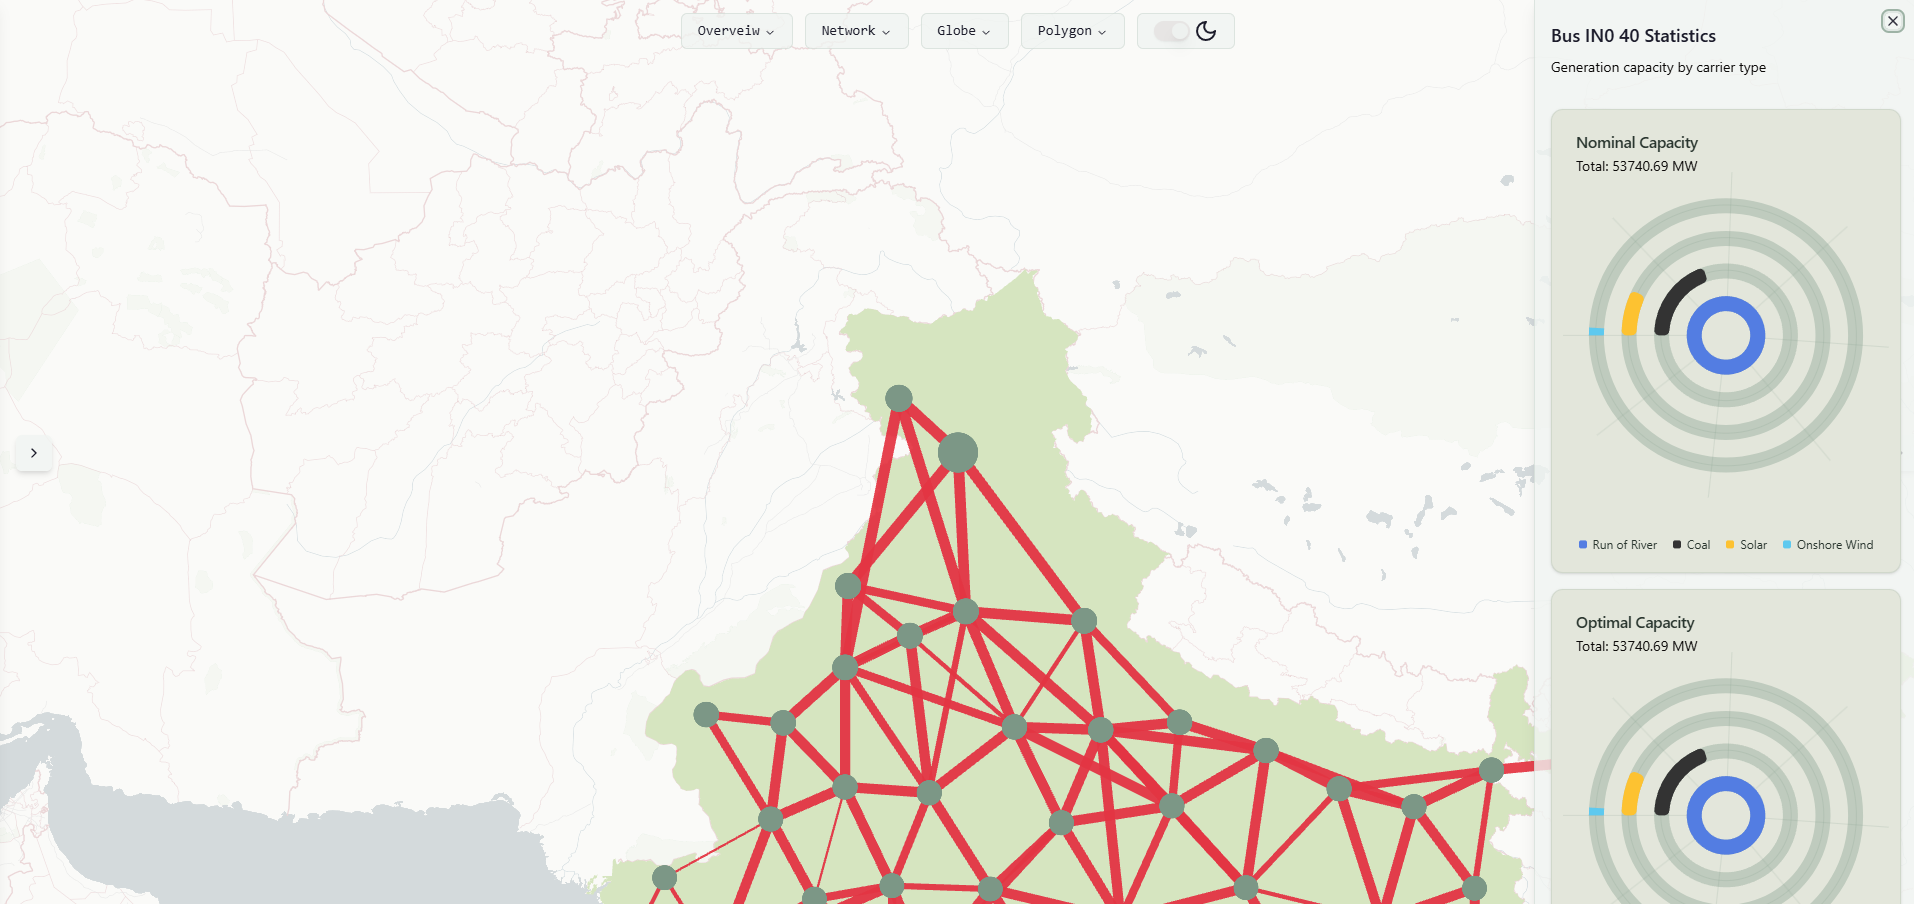 Overveiw
Network
Globe
Polygon
Bus IN0 40 Statistics
Generation capacity by carrier type
Nominal Capacity
Total: 53740.69 MW
Run of River
Coal
Solar
Onshore Wind
Optimal Capacity
Total: 53740.69 MW